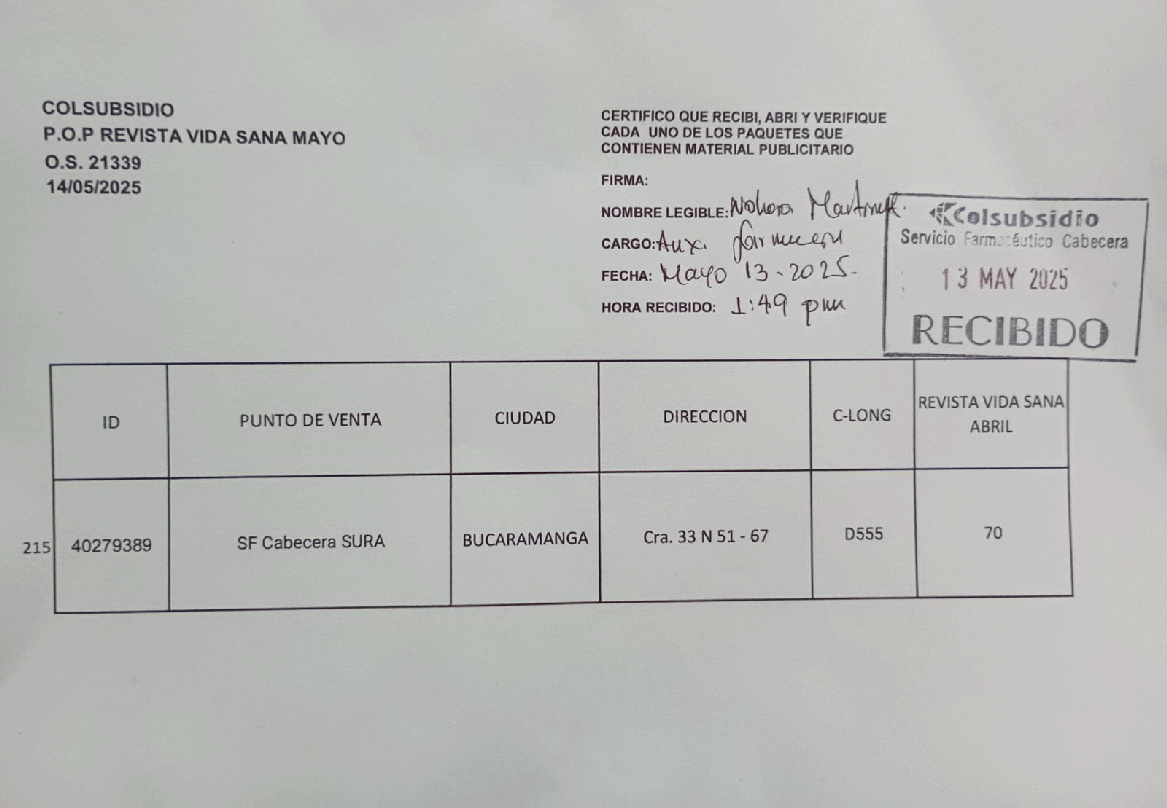 COLSUBSIDIO
P.O.P REVISTA VIDA SANA MAYO
O.S. 21339
14/05/2025
CERTIFICO QUE RECIBI, ABRI Y VERIFIQUE
CADA UNO DE LOS PAQUETES QUE
CONTIENEN MATERIAL PUBLICITARIO
FIRMA:
NOMBRE LEGIBLE: Nohora Martinez.
CARGO: Aux. farmacia
FECHA: Mayo 13-2025.
HORA RECIBIDO: 1:49 pm
Colsubsidio
Servicio Farmacéutico Cabecera
13 MAY 2025
RECIBIDO
ID PUNTO DE VENTA CIUDAD DIRECCION C-LONG REVISTA VIDA SANA ABRIL
215 40279389 SF Cabecera SURA BUCARAMANGA Cra. 33 N 51 - 67 D555 70